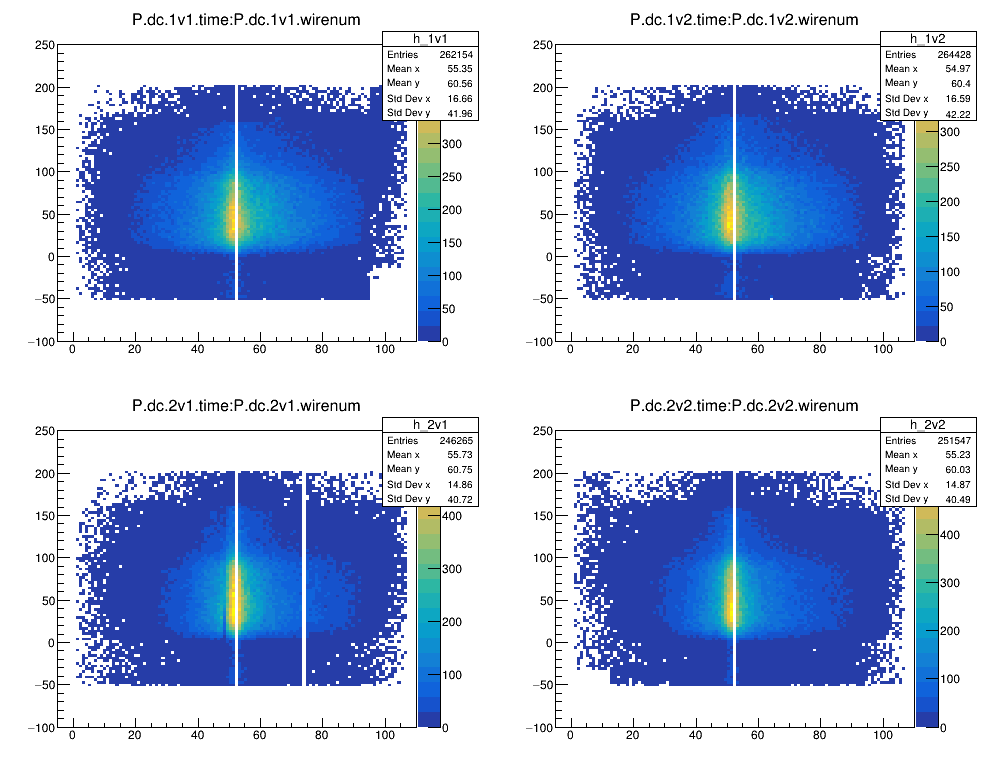 P.dc.1v1.time:P.dc.1v1.wirenum
h_1v1
Entries 262154
Mean x 55.35
Mean y 60.56
Std Dev x 16.66
Std Dev y 41.96
250
200
150
100
50
0
−50
−100
0 20 40 60 80 100
300
250
200
150
100
50
0
P.dc.1v2.time:P.dc.1v2.wirenum
h_1v2
Entries 264428
Mean x 54.97
Mean y 60.4
Std Dev x 16.59
Std Dev y 42.22
250
200
150
100
50
0
−50
−100
0 20 40 60 80 100
300
250
200
150
100
50
0
P.dc.2v1.time:P.dc.2v1.wirenum
h_2v1
Entries 246265
Mean x 55.73
Mean y 60.75
Std Dev x 14.86
Std Dev y 40.72
250
200
150
100
50
0
−50
−100
0 20 40 60 80 100
400
300
200
100
0
P.dc.2v2.time:P.dc.2v2.wirenum
h_2v2
Entries 251547
Mean x 55.23
Mean y 60.03
Std Dev x 14.87
Std Dev y 40.49
250
200
150
100
50
0
−50
−100
0 20 40 60 80 100
400
300
200
100
0